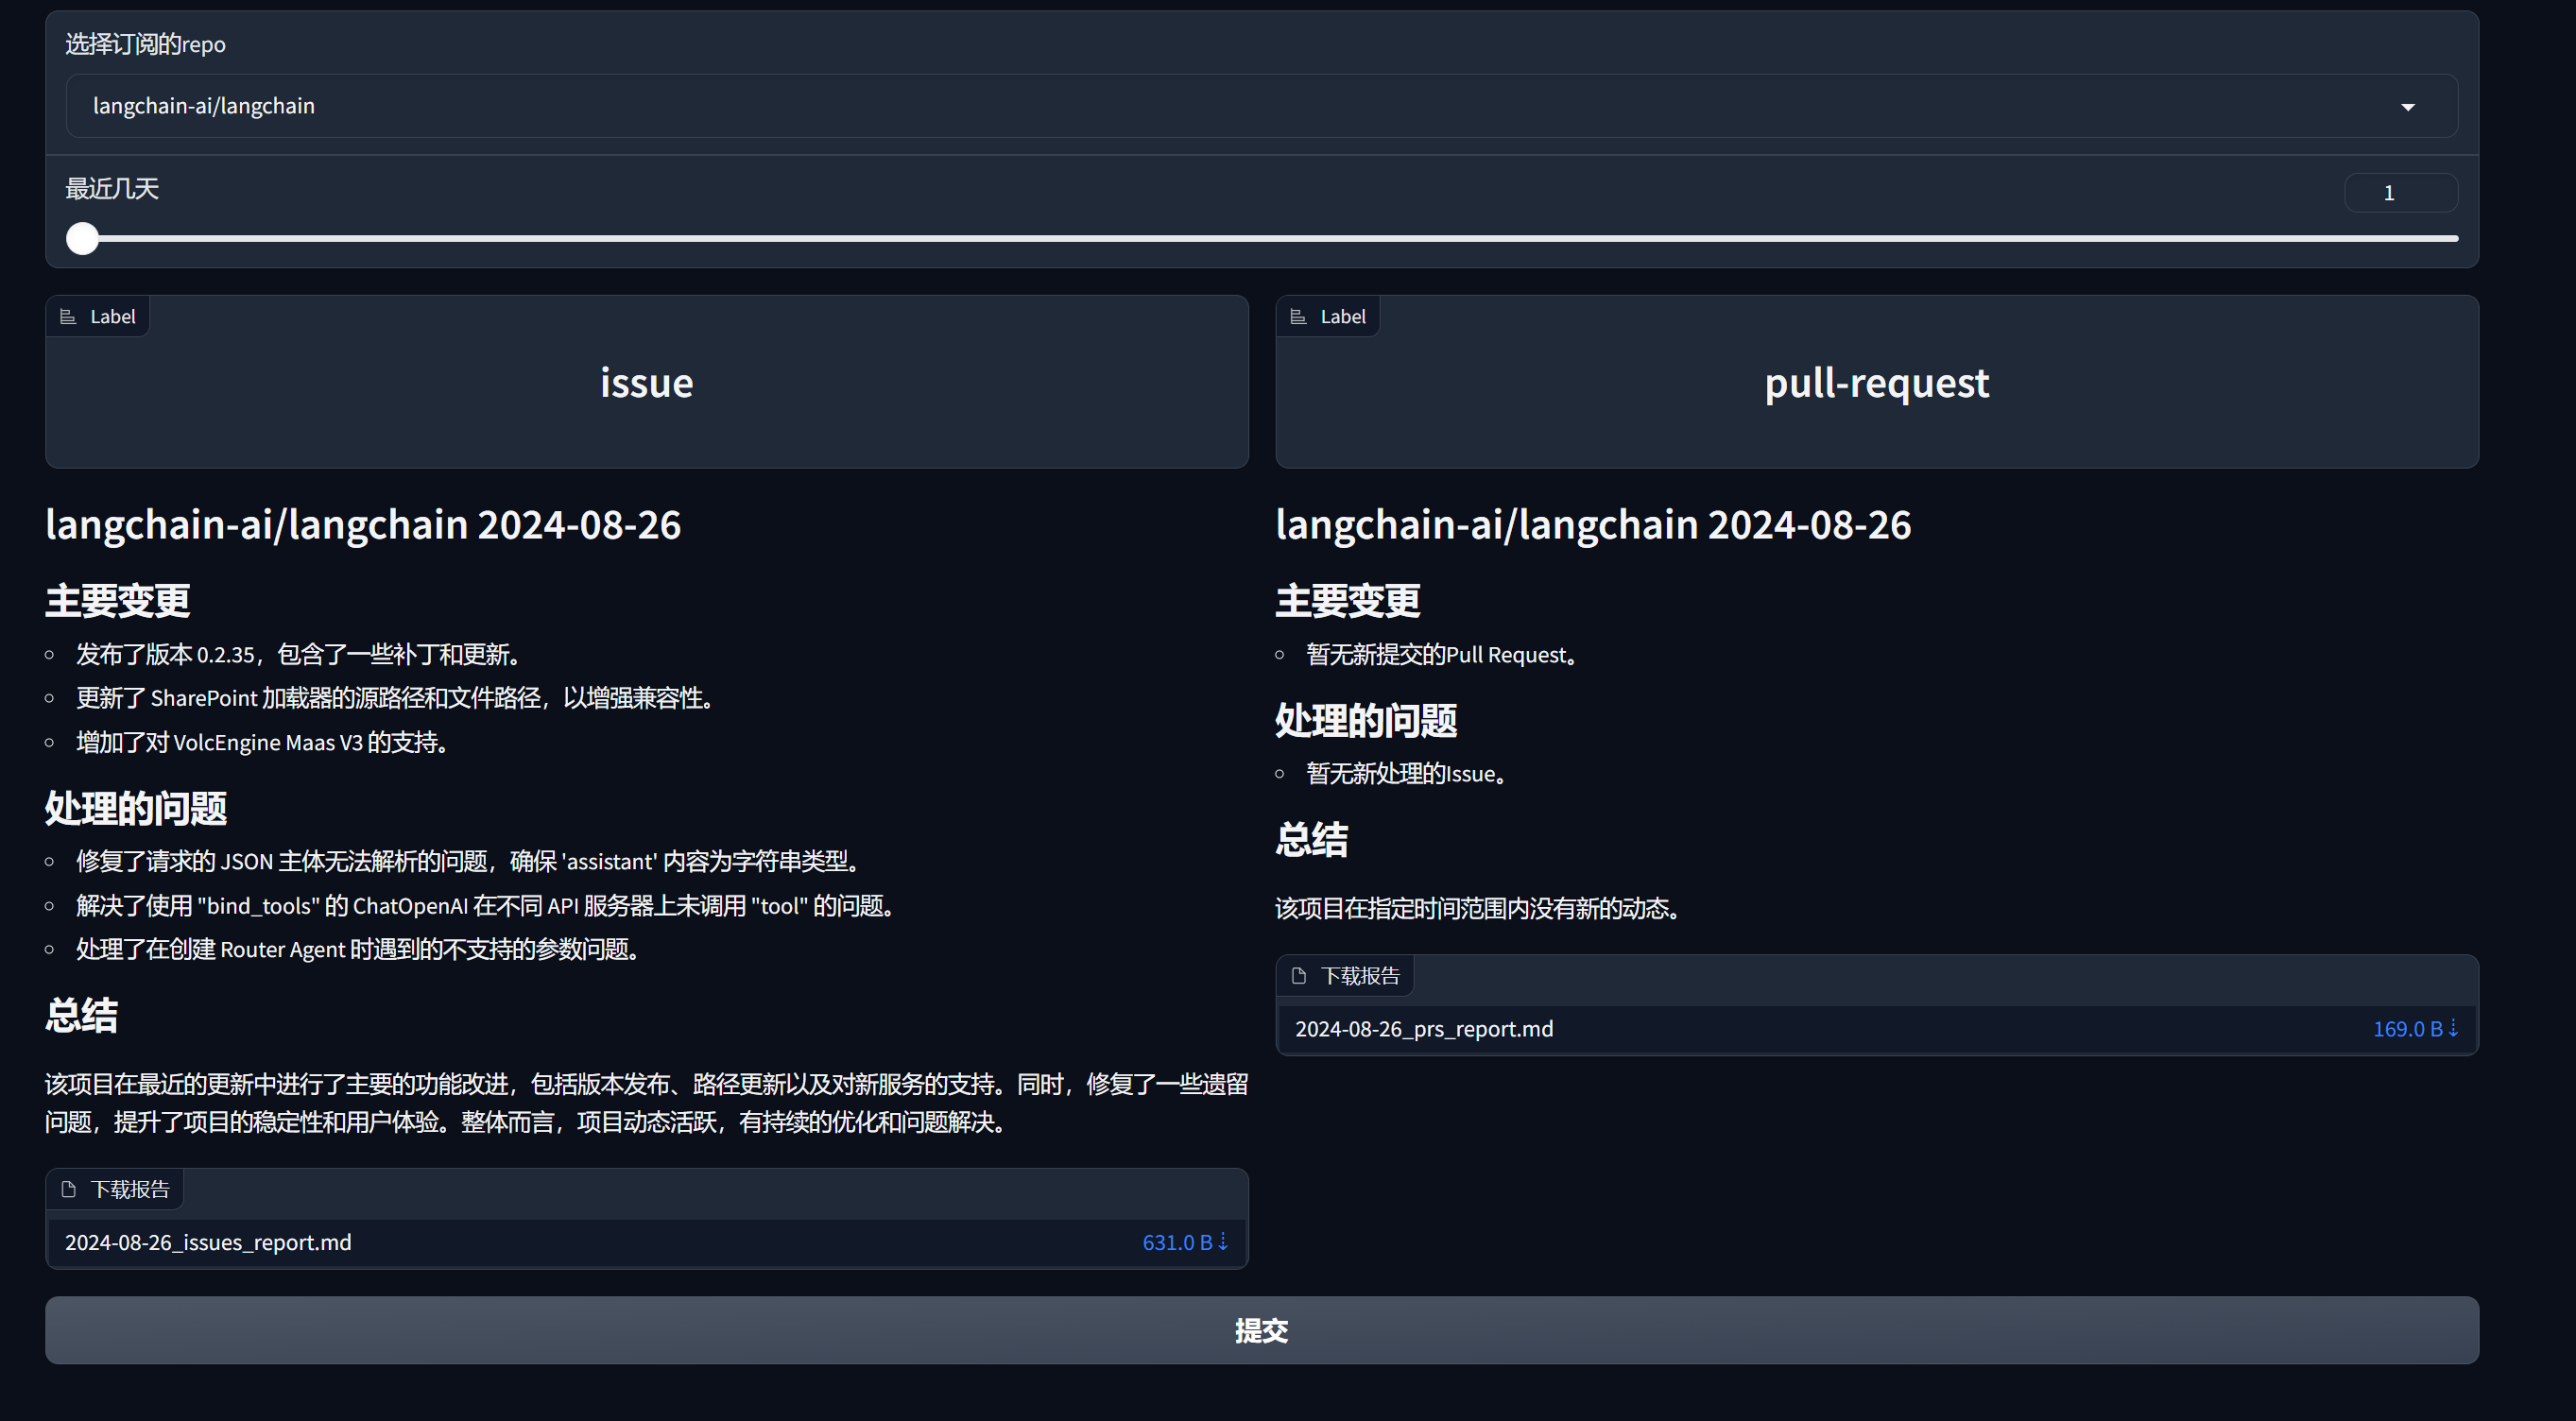 选择订阅的repo
langchain-ai/langchain
最近几天
1
Label
issue
langchain-ai/langchain 2024-08-26
主要变更
发布了版本 0.2.35，包含了一些补丁和更新。
更新了 SharePoint 加载器的源路径和文件路径，以增强兼容性。
增加了对 VolcEngine Maas V3 的支持。
处理的问题
修复了请求的 JSON 主体无法解析的问题，确保 'assistant' 内容为字符串类型。
解决了使用 "bind_tools" 的 ChatOpenAI 在不同 API 服务器上未调用 "tool" 的问题。
处理了在创建 Router Agent 时遇到的不支持的参数问题。
总结
该项目在最近的更新中进行了主要的功能改进，包括版本发布、路径更新以及对新服务的支持。同时，修复了一些遗留
问题，提升了项目的稳定性和用户体验。整体而言，项目动态活跃，有持续的优化和问题解决。
下载报告
2024-08-26_issues_report.md 631.0 B⇣
Label
pull-request
langchain-ai/langchain 2024-08-26
主要变更
暂无新提交的Pull Request。
处理的问题
暂无新处理的Issue。
总结
该项目在指定时间范围内没有新的动态。
下载报告
2024-08-26_prs_report.md 169.0 B⇣
提交